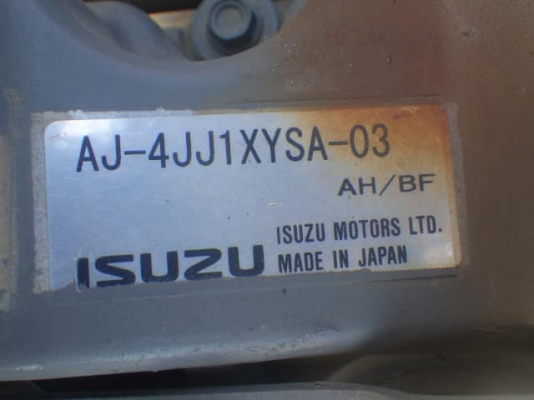 AJ-4JJ1XYSA-03
AH/BF
ISUZU ISUZU MOTORS LTD.
MADE IN JAPAN